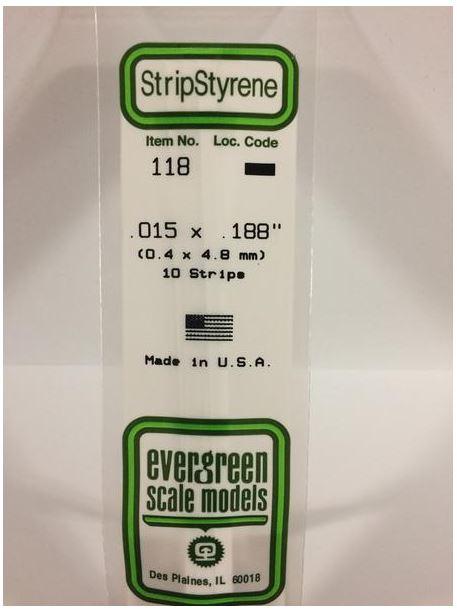 StripStyrene
Item No. Loc. Code
118
.015 x .188"
(0.4 x 4.8 mm)
10 Strips
Made in U.S.A.
evergreen
scale models
Des Plaines, IL 60018